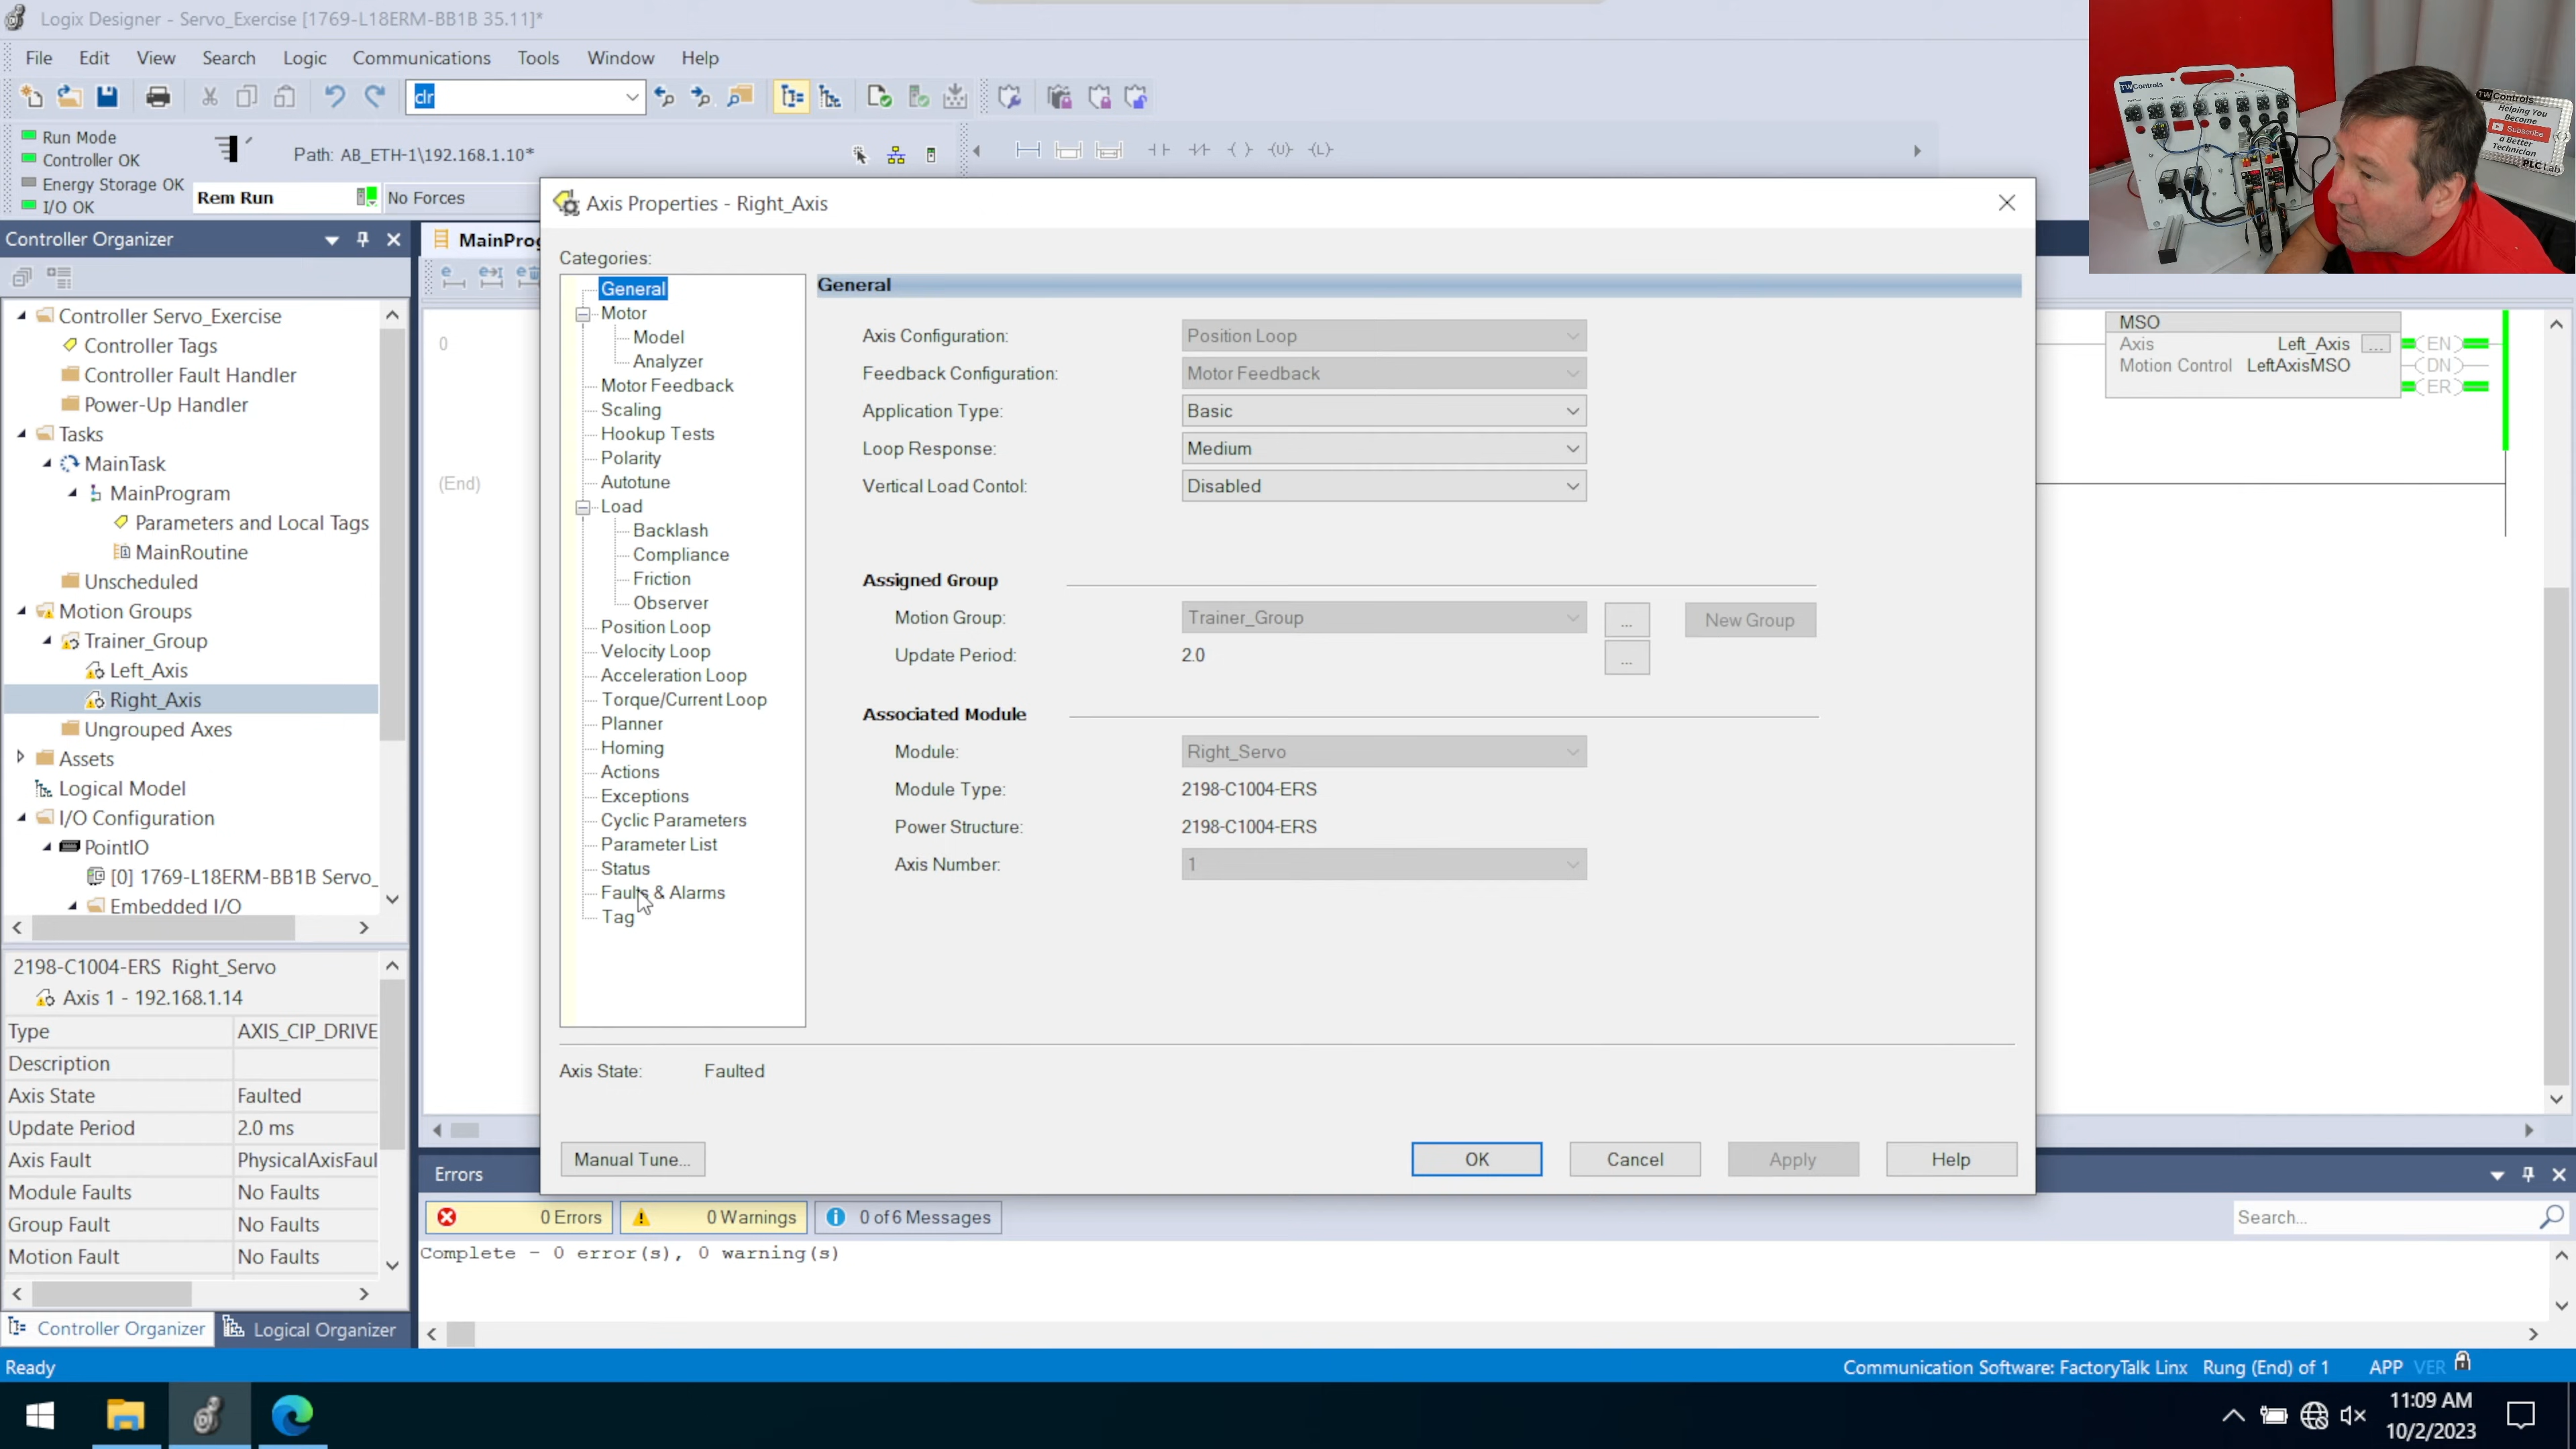 Logix Designer - Servo_Exercise [1769-L18ERM-BB1B 35.11]*
File Edit View Search Logic Communications Tools Window Help
clr
Run Mode
Controller OK
Energy Storage OK
I/O OK
Path: AB_ETH-1\192.168.1.10*
Rem Run
No Forces
TWControls
TWControls
Helping You
Become
a Better
Technician
Subscribe
PLC Lab
Controller Organizer
Controller Servo_Exercise
Controller Tags
Controller Fault Handler
Power-Up Handler
Tasks
MainTask
MainProgram
Parameters and Local Tags
MainRoutine
Unscheduled
Motion Groups
Trainer_Group
Left_Axis
Right_Axis
Ungrouped Axes
Assets
Logical Model
I/O Configuration
PointIO
[0] 1769-L18ERM-BB1B Servo_
Embedded I/O
2198-C1004-ERS Right_Servo
Axis 1 - 192.168.1.14
Type AXIS_CIP_DRIVE
Description
Axis State Faulted
Update Period 2.0 ms
Axis Fault PhysicalAxisFaul
Module Faults No Faults
Group Fault No Faults
Motion Fault No Faults
Controller Organizer Logical Organizer
MainProg
0
(End)
Axis Properties - Right_Axis
Categories:
General
Motor
Model
Analyzer
Motor Feedback
Scaling
Hookup Tests
Polarity
Autotune
Load
Backlash
Compliance
Friction
Observer
Position Loop
Velocity Loop
Acceleration Loop
Torque/Current Loop
Planner
Homing
Actions
Exceptions
Cyclic Parameters
Parameter List
Status
Faults & Alarms
Tag
General
Axis Configuration: Position Loop
Feedback Configuration: Motor Feedback
Application Type: Basic
Loop Response: Medium
Vertical Load Contol: Disabled
Assigned Group
Motion Group: Trainer_Group ... New Group
Update Period: 2.0 ...
Associated Module
Module: Right_Servo
Module Type: 2198-C1004-ERS
Power Structure: 2198-C1004-ERS
Axis Number: 1
Axis State: Faulted
Manual Tune... OK Cancel Apply Help
MSO
Axis Left_Axis ... EN
Motion Control LeftAxisMSO DN
ER
Errors
0 Errors 0 Warnings 0 of 6 Messages
Search...
Complete - 0 error(s), 0 warning(s)
Ready
Communication Software: FactoryTalk Linx Rung (End) of 1 APP VER
11:09 AM
10/2/2023